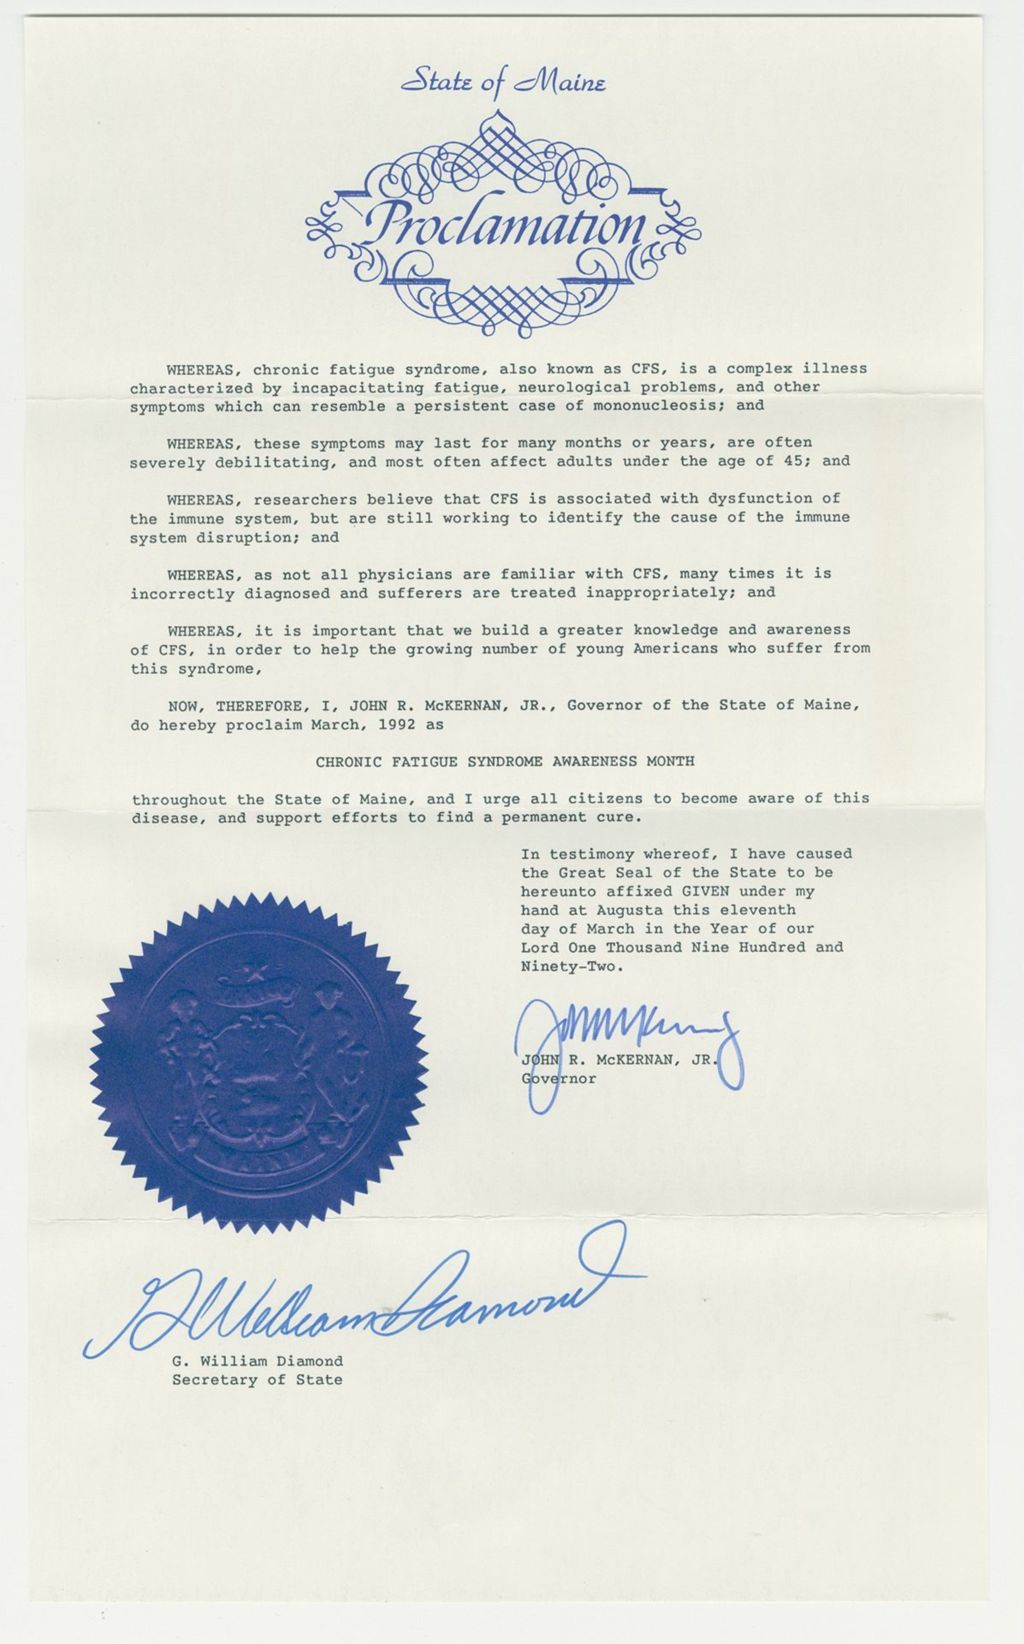 State of Maine
Proclamation
WHEREAS, chronic fatigue syndrome, also known as CFS, is a complex illness
characterized by incapacitating fatigue, neurological problems, and other
symptoms which can resemble a persistent case of mononucleosis; and
WHEREAS, these symptoms may last for many months or years, are often
severely debilitating, and most often affect adults under the age of 45; and
WHEREAS, researchers believe that CFS is associated with dysfunction of
the immune system, but are still working to identify the cause of the immune
system disruption; and
WHEREAS, as not all physicians are familiar with CFS, many times it is
incorrectly diagnosed and sufferers are treated inappropriately; and
WHEREAS, it is important that we build a greater knowledge and awareness
of CFS, in order to help the growing number of young Americans who suffer from
this syndrome,
NOW, THEREFORE, I, JOHN R. McKERNAN, JR., Governor of the State of Maine,
do hereby proclaim March, 1992 as
CHRONIC FATIGUE SYNDROME AWARENESS MONTH
throughout the State of Maine, and I urge all citizens to become aware of this
disease, and support efforts to find a permanent cure.
In testimony whereof, I have caused
the Great Seal of the State to be
hereunto affixed GIVEN under my
hand at Augusta this eleventh
day of March in the Year of our
Lord One Thousand Nine Hundred and
Ninety-Two.
JOHN R. McKERNAN, JR.
Governor
MAINE
G William Diamond
G. William Diamond
Secretary of State